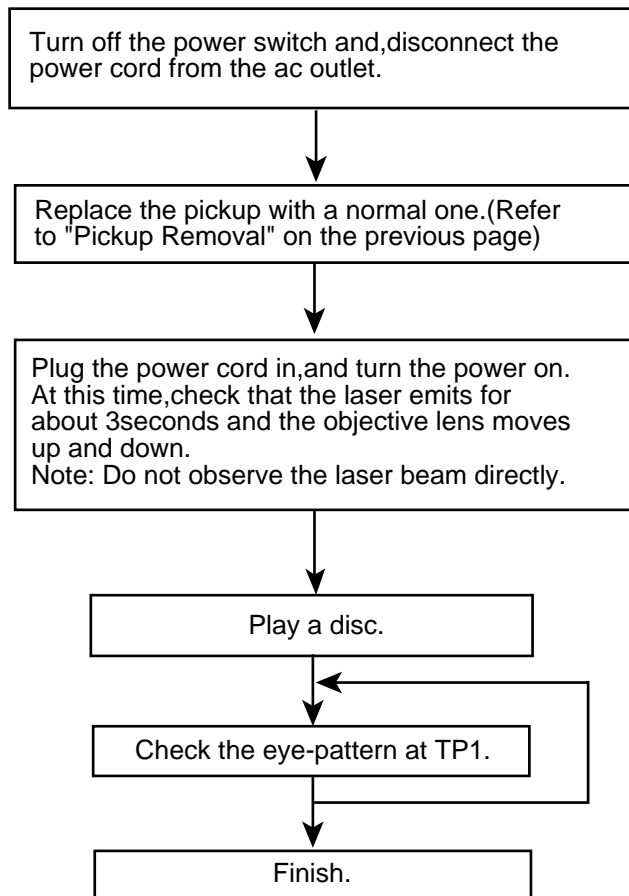 Turn off the power switch and,disconnect the
power cord from the ac outlet.
Replace the pickup with a normal one.(Refer
to "Pickup Removal" on the previous page)
Plug the power cord in,and turn the power on.
At this time,check that the laser emits for
about 3seconds and the objective lens moves
up and down.
Note: Do not observe the laser beam directly.
Play a disc.
Check the eye-pattern at TP1.
Finish.